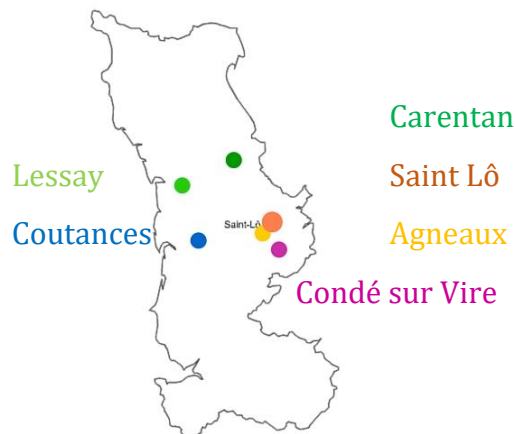 Carentan
Lessay
Saint Lô
Saint-Lô
Coutances
Agneaux
Condé sur Vire